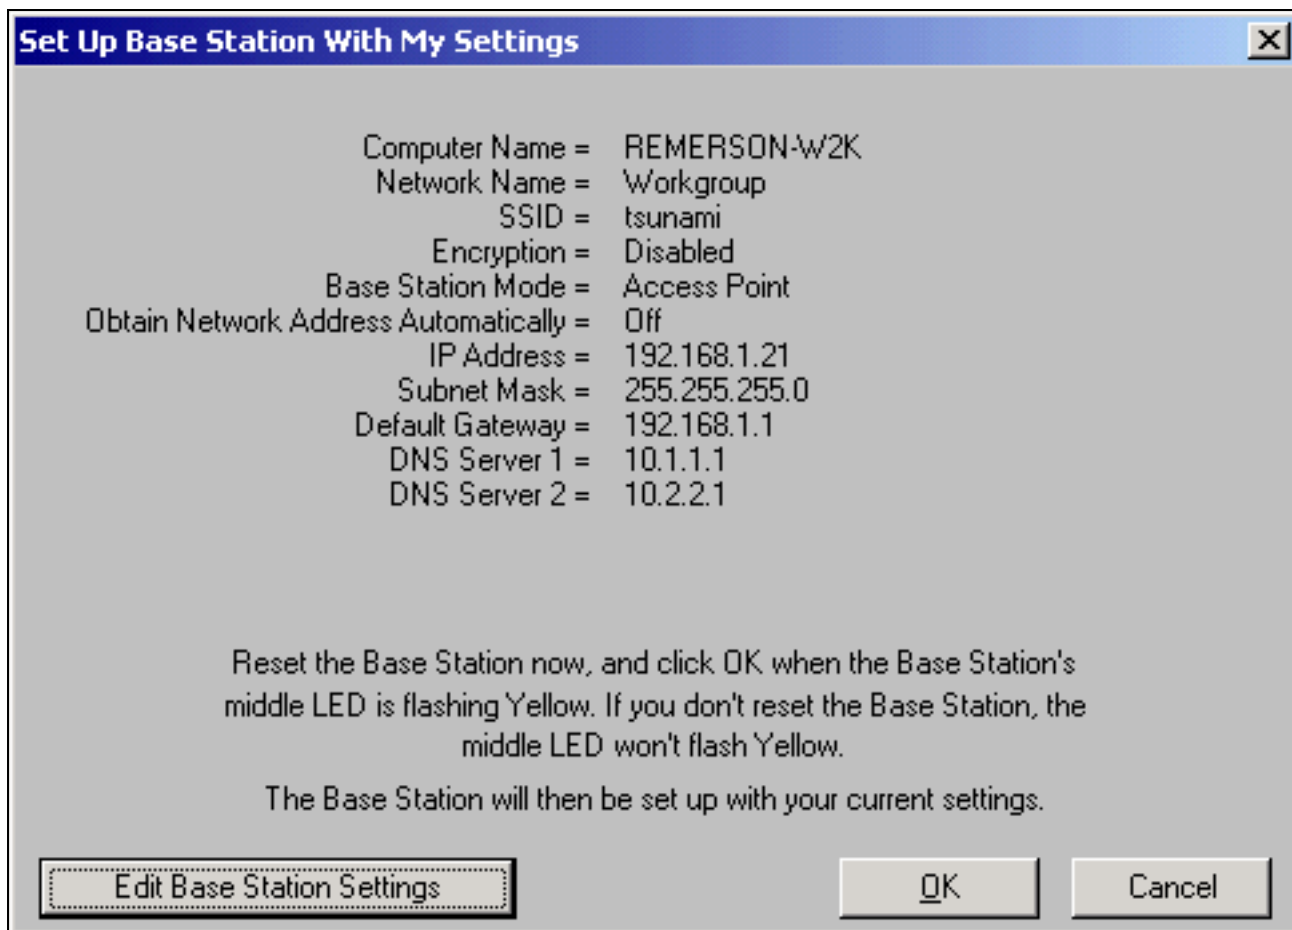 Set Up Base Station With My Settings
Computer Name = REMERSON-W2K
Network Name = Workgroup
SSID = tsunami
Encryption = Disabled
Base Station Mode = Access Point
Obtain Network Address Automatically = Off
IP Address = 192.168.1.21
Subnet Mask = 255.255.255.0
Default Gateway = 192.168.1.1
DNS Server 1 = 10.1.1.1
DNS Server 2 = 10.2.2.1
Reset the Base Station now, and click OK when the Base Station's
middle LED is flashing Yellow. If you don't reset the Base Station, the
middle LED won't flash Yellow.
The Base Station will then be set up with your current settings.
Edit Base Station Settings
OK
Cancel